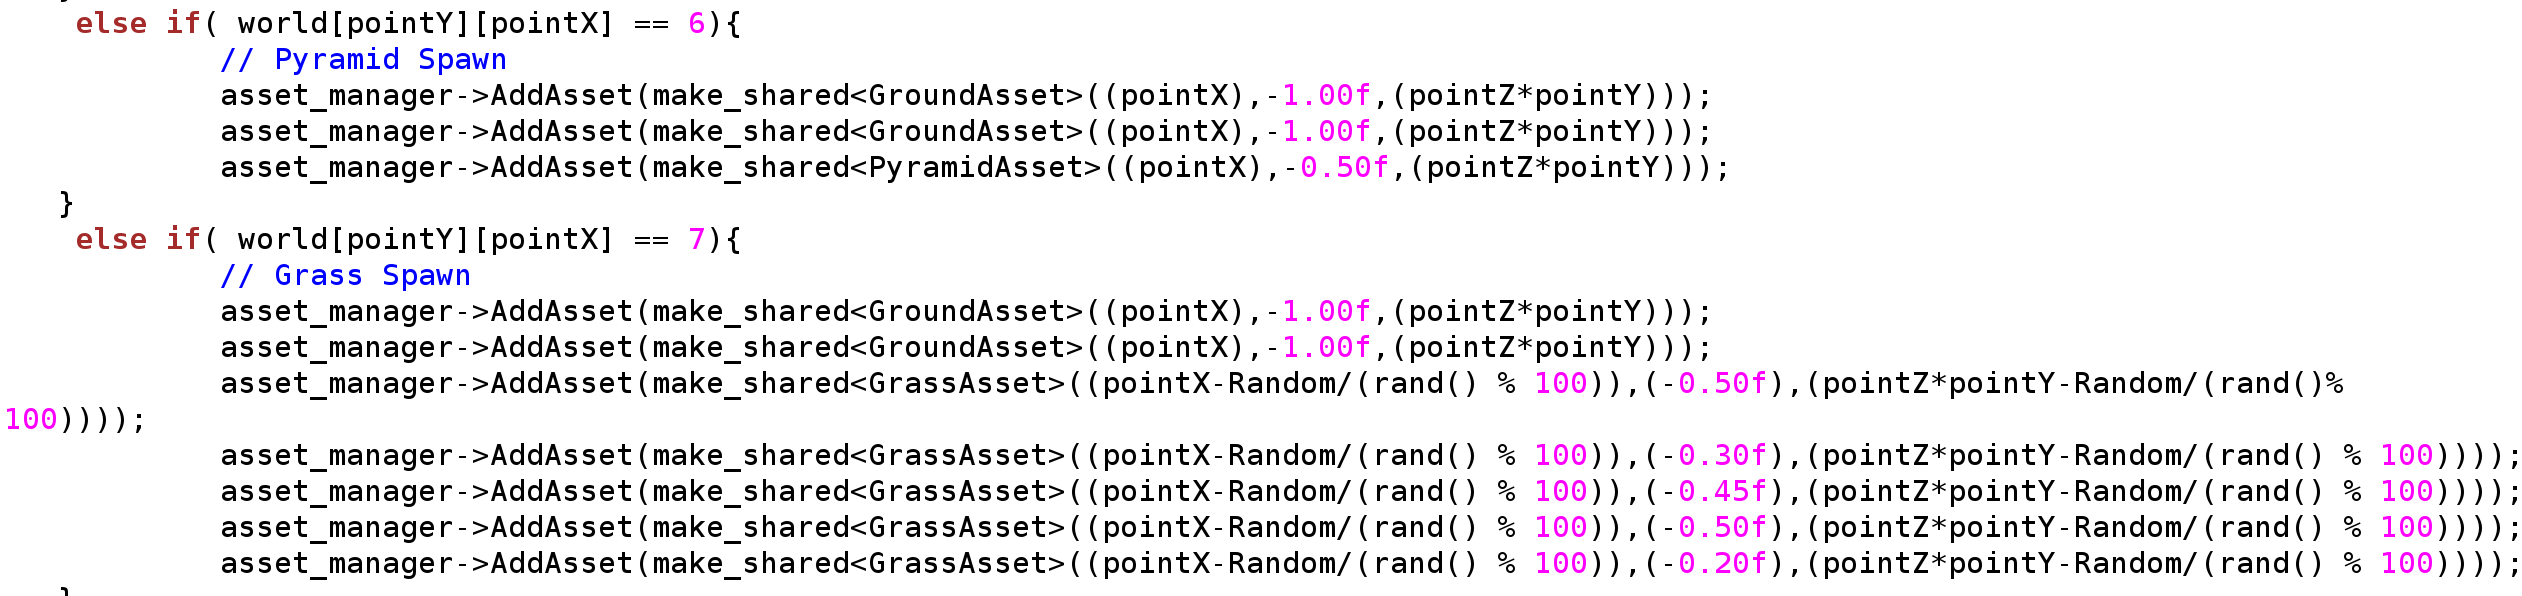 else if( world[pointY][pointX] == 6){
// Pyramid Spawn
asset_manager->AddAsset(make_shared<GroundAsset>((pointX),-1.00f,(pointZ*pointY)));
asset_manager->AddAsset(make_shared<GroundAsset>((pointX),-1.00f,(pointZ*pointY)));
asset_manager->AddAsset(make_shared<PyramidAsset>((pointX),-0.50f,(pointZ*pointY)));
}
else if( world[pointY][pointX] == 7){
// Grass Spawn
asset_manager->AddAsset(make_shared<GroundAsset>((pointX),-1.00f,(pointZ*pointY)));
asset_manager->AddAsset(make_shared<GroundAsset>((pointX),-1.00f,(pointZ*pointY)));
asset_manager->AddAsset(make_shared<GrassAsset>((pointX-Random/(rand() % 100)),(-0.50f),(pointZ*pointY-Random/(rand()%
100))));
asset_manager->AddAsset(make_shared<GrassAsset>((pointX-Random/(rand() % 100)),(-0.30f),(pointZ*pointY-Random/(rand() % 100))));
asset_manager->AddAsset(make_shared<GrassAsset>((pointX-Random/(rand() % 100)),(-0.45f),(pointZ*pointY-Random/(rand() % 100))));
asset_manager->AddAsset(make_shared<GrassAsset>((pointX-Random/(rand() % 100)),(-0.50f),(pointZ*pointY-Random/(rand() % 100))));
asset_manager->AddAsset(make_shared<GrassAsset>((pointX-Random/(rand() % 100)),(-0.20f),(pointZ*pointY-Random/(rand() % 100))));
}